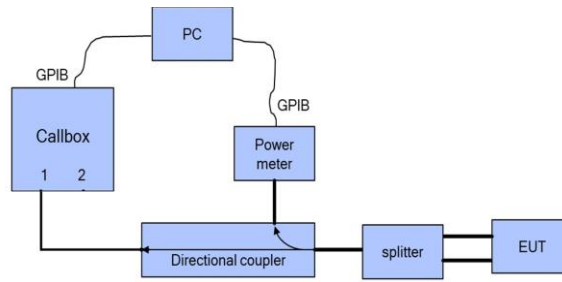 PC
GPIB
GPIB
Callbox
1 2
Power
meter
Directional coupler
splitter
EUT